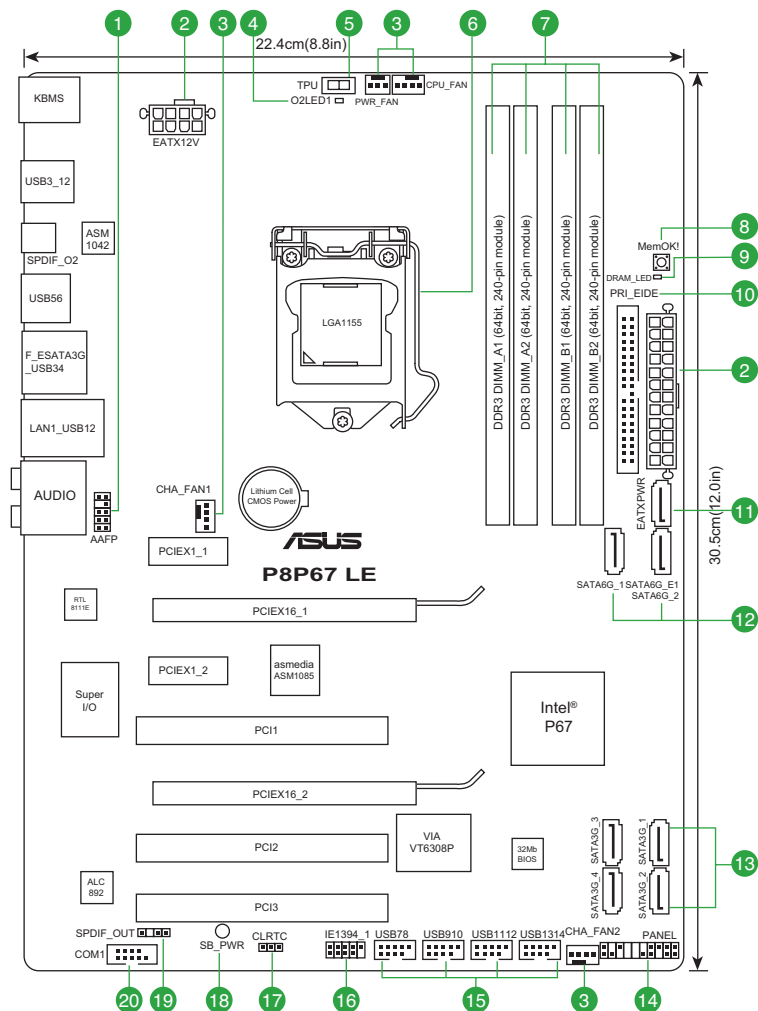 1
2
3
4
5
3
6
7
22.4cm(8.8in)
KBMS
EATX12V
TPU
O2LED1
PWR_FAN
CPU_FAN
USB3_12
SPDIF_O2
ASM
1042
USB56
F_ESATA3G
_USB34
LAN1_USB12
AUDIO
AAFP
LGA1155
DDR3 DIMM_A1 (64bit, 240-pin module)
DDR3 DIMM_A2 (64bit, 240-pin module)
DDR3 DIMM_B1 (64bit, 240-pin module)
DDR3 DIMM_B2 (64bit, 240-pin module)
8
MemOK!
9
DRAM_LED
PRI_EIDE
10
2
EATXPWR
11
30.5cm(12.0in)
CHA_FAN1
Lithium Cell
CMOS Power
PCIEX1_1
ASUS
P8P67 LE
SATA6G_1
SATA6G_E1
SATA6G_2
12
RTL
8111E
PCIEX16_1
PCIEX1_2
asmedia
ASM1085
Super
I/O
Intel®
P67
PCI1
PCIEX16_2
VIA
VT6308P
32Mb
BIOS
PCI2
SATA3G_3
SATA3G_1
SATA3G_4
SATA3G_2
13
ALC
892
PCI3
SPDIF_OUT
COM1
SB_PWR
CLRTC
IE1394_1
USB78
USB910
USB1112
USB1314
CHA_FAN2
PANEL
20
19
18
17
16
15
3
14